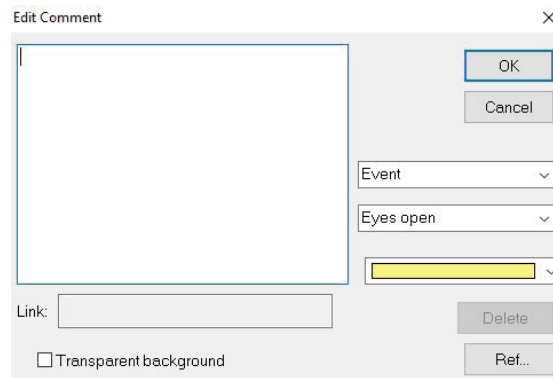 Edit Comment
OK
Cancel
Event
Eyes open
Link:
Delete
Transparent background
Ref...